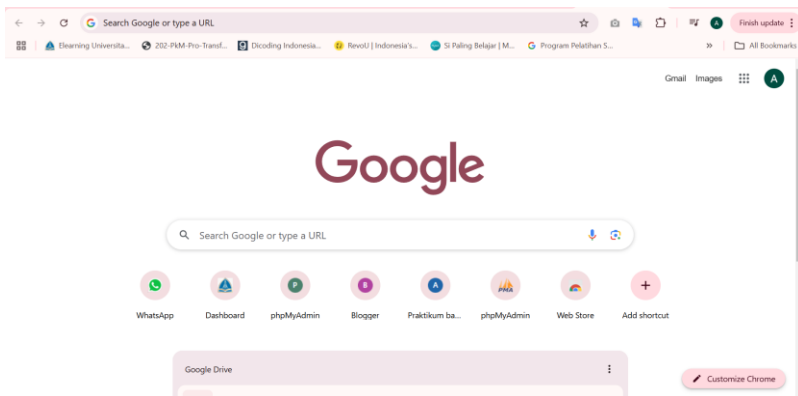 Search Google or type a URL
Finish update
Elearning Universita...
202-PkM-Pro-Transf...
Dicoding Indonesia...
RevoU | Indonesia's...
Si Paling Belajar | M...
Program Pelatihan S...
»
All Bookmarks
Gmail
Images
A
Google
Search Google or type a URL
WhatsApp
Dashboard
P
phpMyAdmin
B
Blogger
A
Praktikum ba...
PMA
phpMyAdmin
Web Store
Add shortcut
Google Drive
Customize Chrome